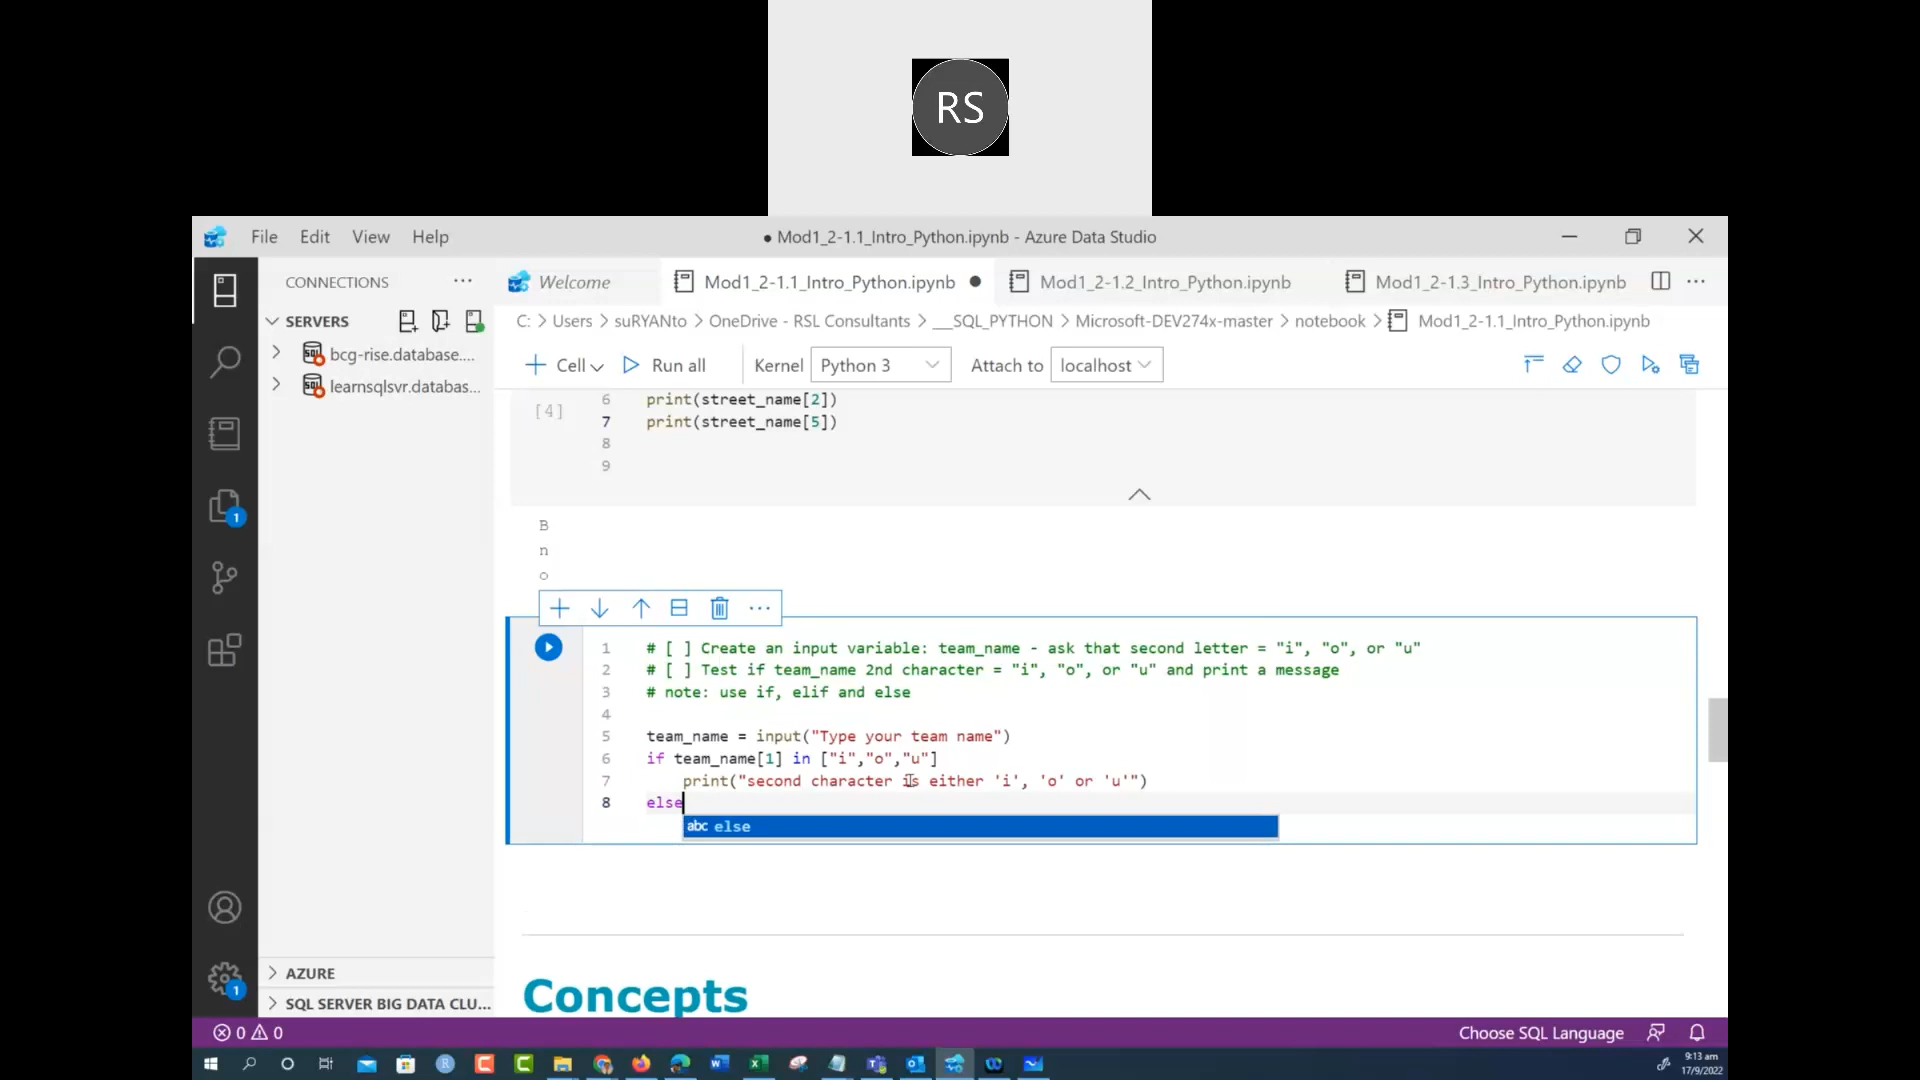 RS
File Edit View Help
● Mod1_2-1.1_Intro_Python.ipynb - Azure Data Studio
CONNECTIONS ...
Welcome
Mod1_2-1.1_Intro_Python.ipynb
Mod1_2-1.2_Intro_Python.ipynb
Mod1_2-1.3_Intro_Python.ipynb
SERVERS
bcg-rise.database....
learnsqlsvr.databas...
C: > Users > suRYANto > OneDrive - RSL Consultants > __SQL_PYTHON > Microsoft-DEV274x-master > notebook > Mod1_2-1.1_Intro_Python.ipynb
Cell Run all Kernel Python 3 Attach to localhost
[4]
6 print(street_name[2])
7 print(street_name[5])
8
9
B
n
o
1 # [ ] Create an input variable: team_name - ask that second letter = "i", "o", or "u"
2 # [ ] Test if team_name 2nd character = "i", "o", or "u" and print a message
3 # note: use if, elif and else
4
5 team_name = input("Type your team name")
6 if team_name[1] in ["i","o","u"]
7 print("second character is either 'i', 'o' or 'u'")
8 else
abc else
Concepts
1
1
AZURE
SQL SERVER BIG DATA CLU...
0 0
Choose SQL Language
9:13 am
17/9/2022